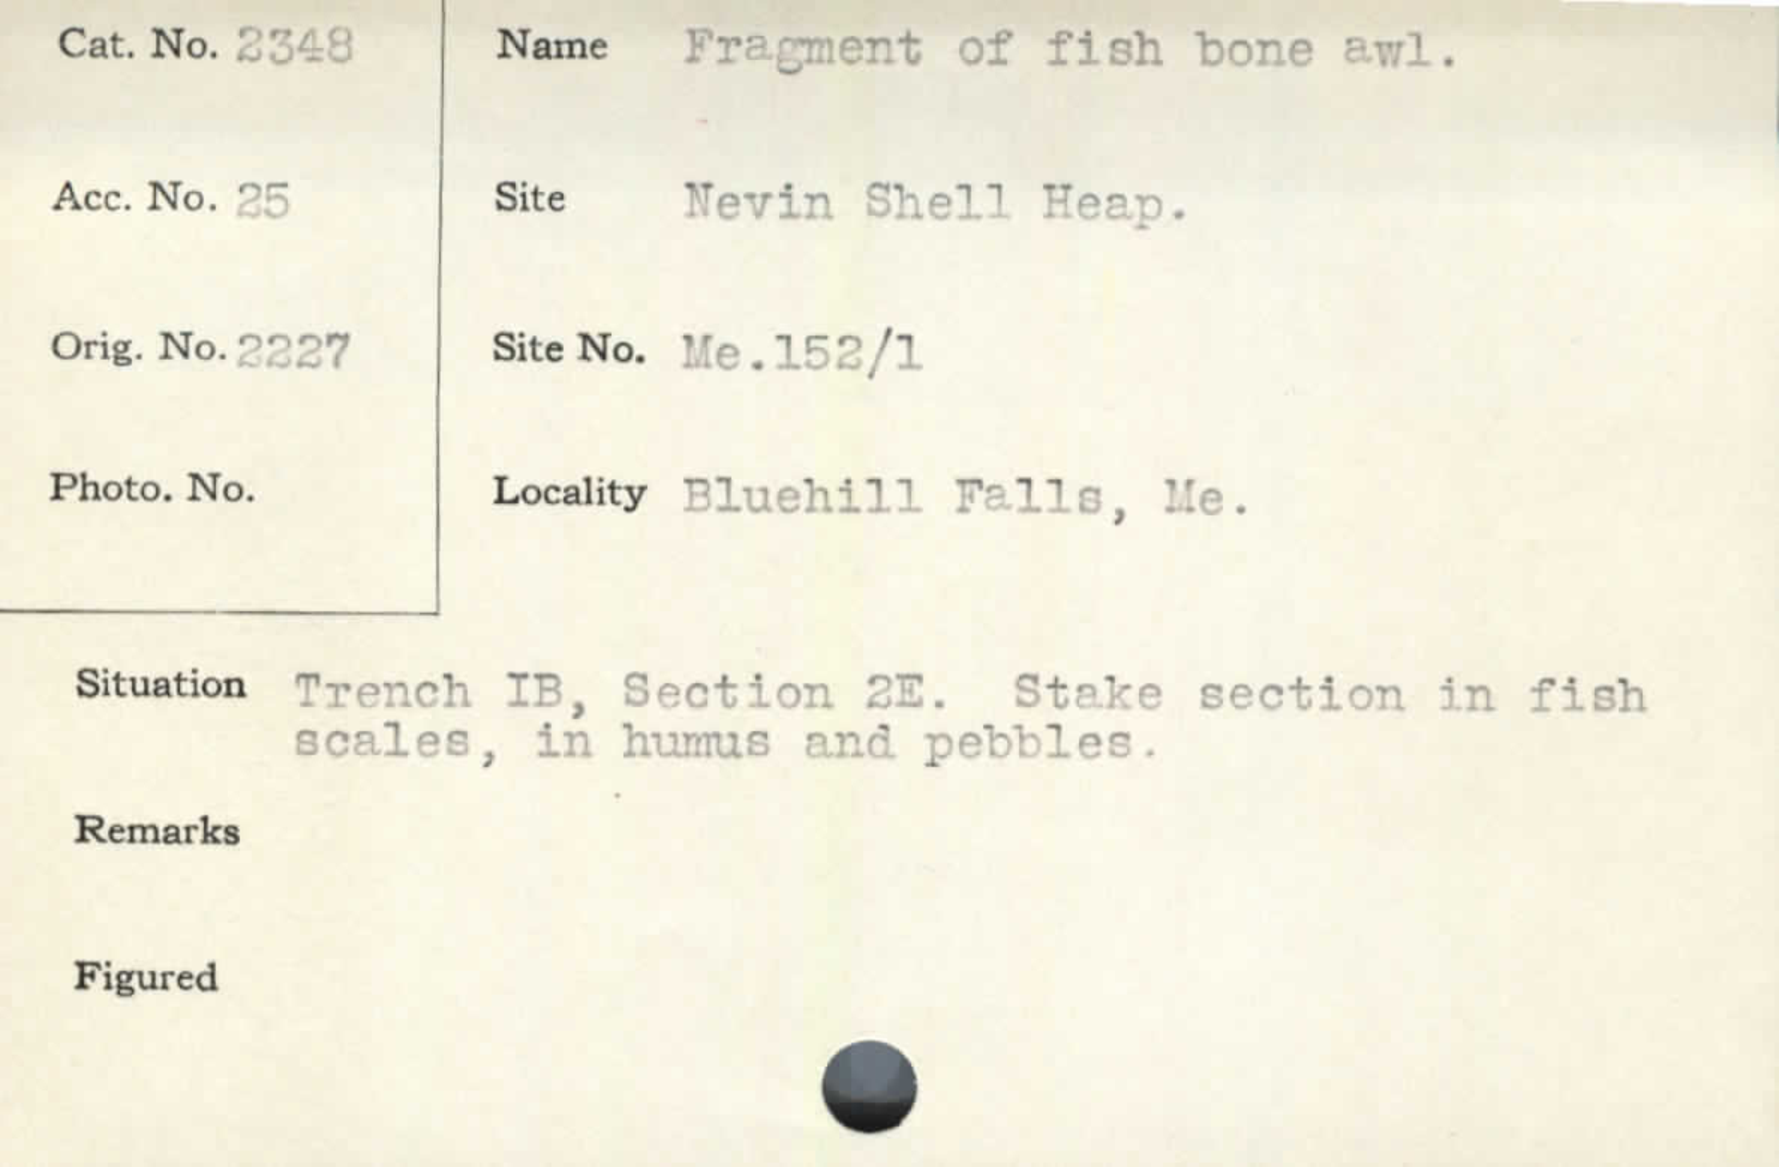 Cat. No. 2348
Name Fragment of fish bone awl.
Acc. No. 25
Site Nevin Shell Heap.
Orig. No. 2227
Site No. Me.152/1
Photo. No.
Locality Bluehill Falls, Me.
Situation Trench IB, Section 2E. Stake section in fish
scales, in humus and pebbles.
Remarks
Figured